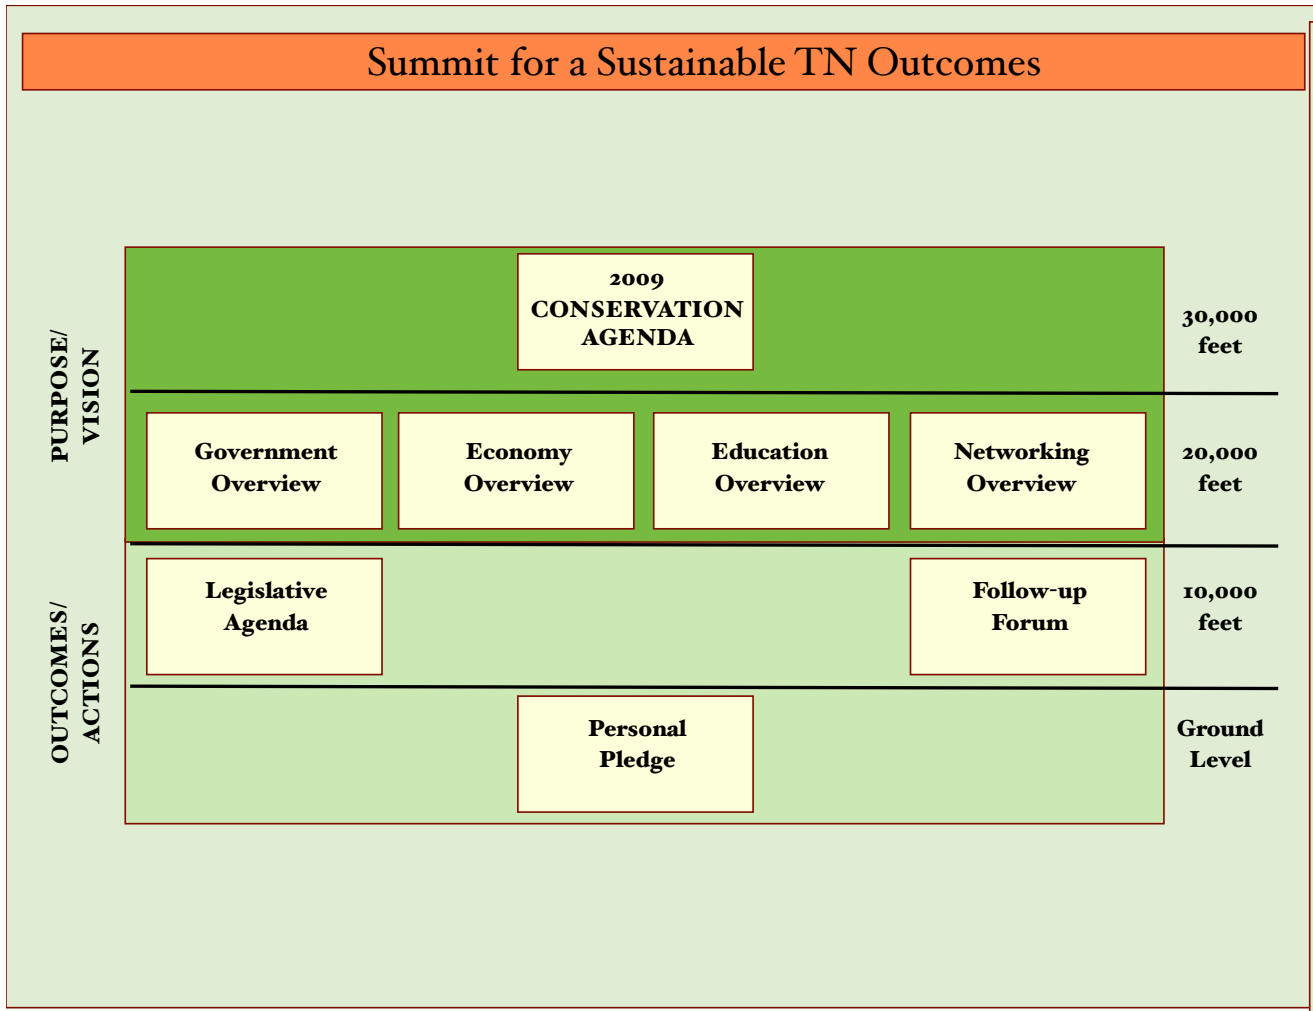 Summit for a Sustainable TN Outcomes
PURPOSE/
VISION
2009
CONSERVATION
AGENDA
30,000
feet
Government
Overview
Economy
Overview
Education
Overview
Networking
Overview
20,000
feet
OUTCOMES/
ACTIONS
Legislative
Agenda
Follow-up
Forum
10,000
feet
Personal
Pledge
Ground
Level